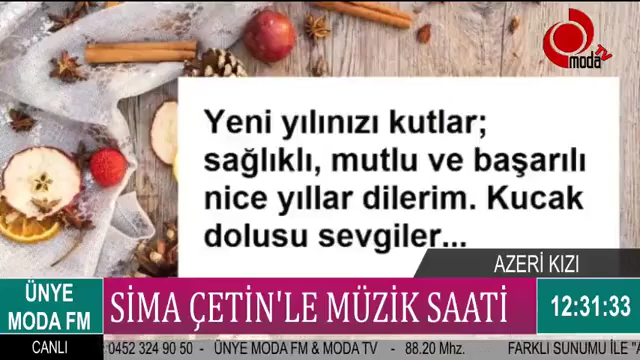 moda TV
Yeni yılınızı kutlar;
sağlıklı, mutlu ve başarılı
nice yıllar dilerim. Kucak
dolusu sevgiler...
AZERİ KIZI
ÜNYE
MODA FM
SİMA ÇETİN'LE MÜZİK SAATİ
12:31:33
CANLI
0452 324 90 50 - ÜNYE MODA FM & MODA TV - 88.20 Mhz. FARKLI SUNUMU İLE "A